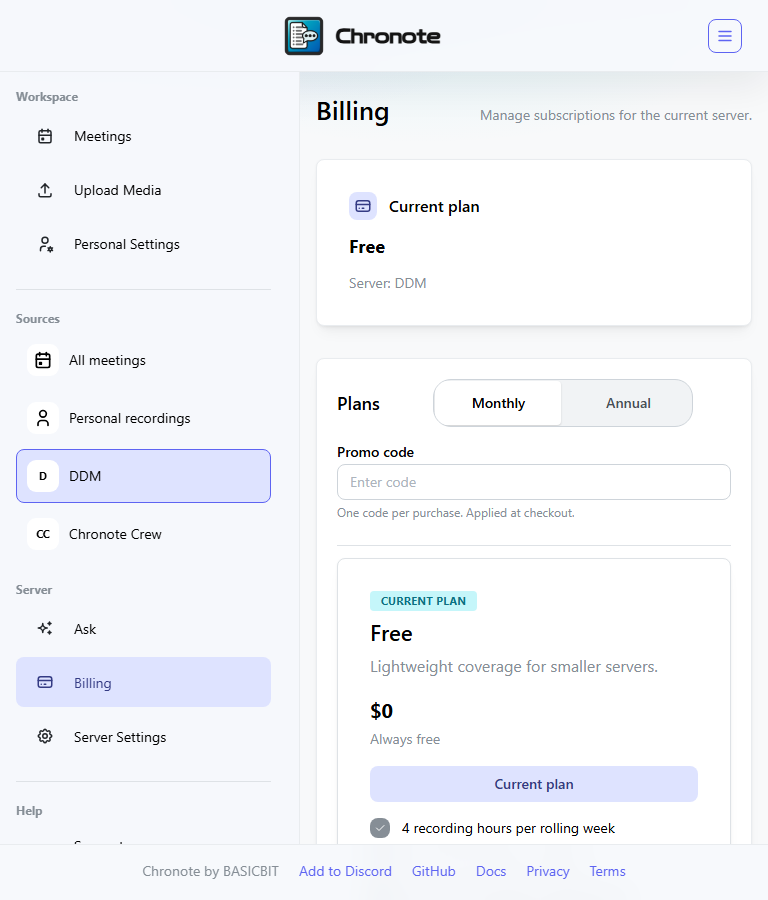 Chronote
Workspace
Meetings
Upload Media
Personal Settings
Sources
All meetings
Personal recordings
D DDM
CC Chronote Crew
Server
Ask
Billing
Server Settings
Help
Billing
Manage subscriptions for the current server.
Current plan
Free
Server: DDM
Plans
Monthly Annual
Promo code
Enter code
One code per purchase. Applied at checkout.
CURRENT PLAN
Free
Lightweight coverage for smaller servers.
$0
Always free
Current plan
4 recording hours per rolling week
Chronote by BASICBIT Add to Discord GitHub Docs Privacy Terms